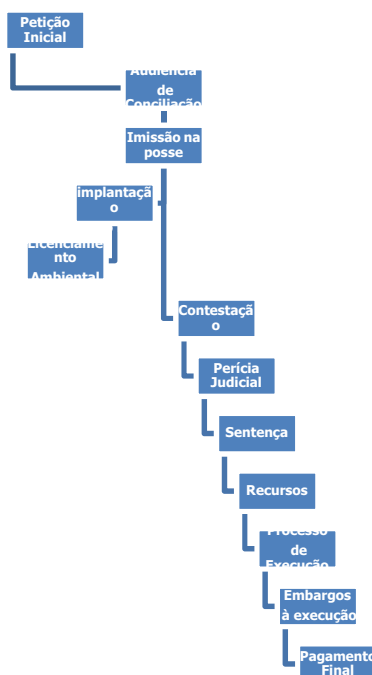 Petição
Inicial
Audiência
de
Conciliação
Imissão na
posse
implantaçã
o
Licenciame
nto
Ambiental
Contestaçã
o
Perícia
Judicial
Sentença
Recursos
Processo
de
Execução
Embargos
à execução
Pagamento
Final